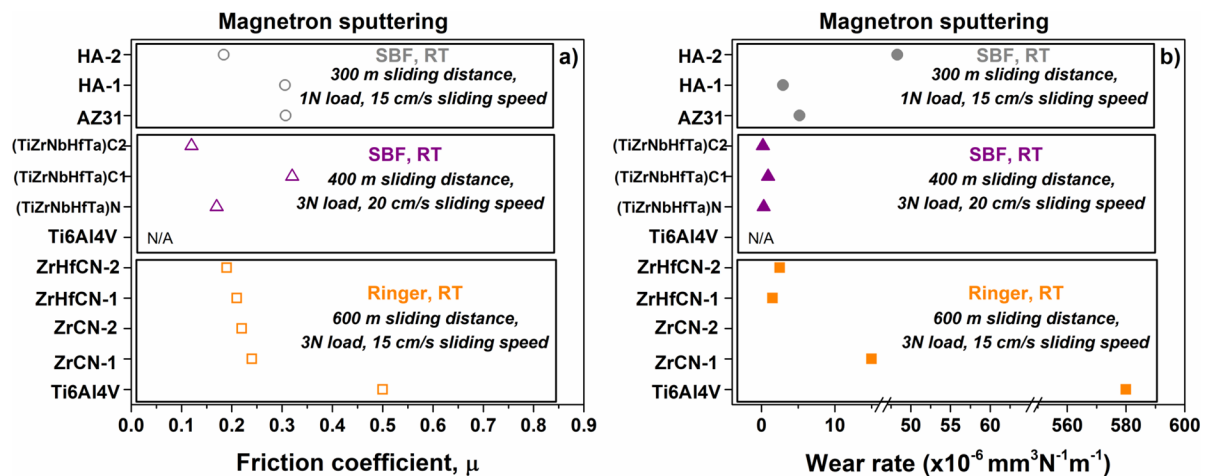 Magnetron sputtering
HA-2
HA-1
AZ31
(TiZrNbHfTa)C2
(TiZrNbHfTa)C1
(TiZrNbHfTa)N
Ti6Al4V
ZrHfCN-2
ZrHfCN-1
ZrCN-2
ZrCN-1
Ti6Al4V
a)
SBF, RT
300 m sliding distance,
1N load, 15 cm/s sliding speed
SBF, RT
400 m sliding distance,
3N load, 20 cm/s sliding speed
N/A
Ringer, RT
600 m sliding distance,
3N load, 15 cm/s sliding speed
0.0 0.1 0.2 0.3 0.4 0.5 0.6 0.7 0.8 0.9
Friction coefficient, μ
Magnetron sputtering
HA-2
HA-1
AZ31
(TiZrNbHfTa)C2
(TiZrNbHfTa)C1
(TiZrNbHfTa)N
Ti6Al4V
ZrHfCN-2
ZrHfCN-1
ZrCN-2
ZrCN-1
Ti6Al4V
b)
SBF, RT
300 m sliding distance,
1N load, 15 cm/s sliding speed
SBF, RT
400 m sliding distance,
3N load, 20 cm/s sliding speed
N/A
Ringer, RT
600 m sliding distance,
3N load, 15 cm/s sliding speed
0 10 50 60 560 580 600
Wear rate (x10⁻⁶ mm³N⁻¹m⁻¹)